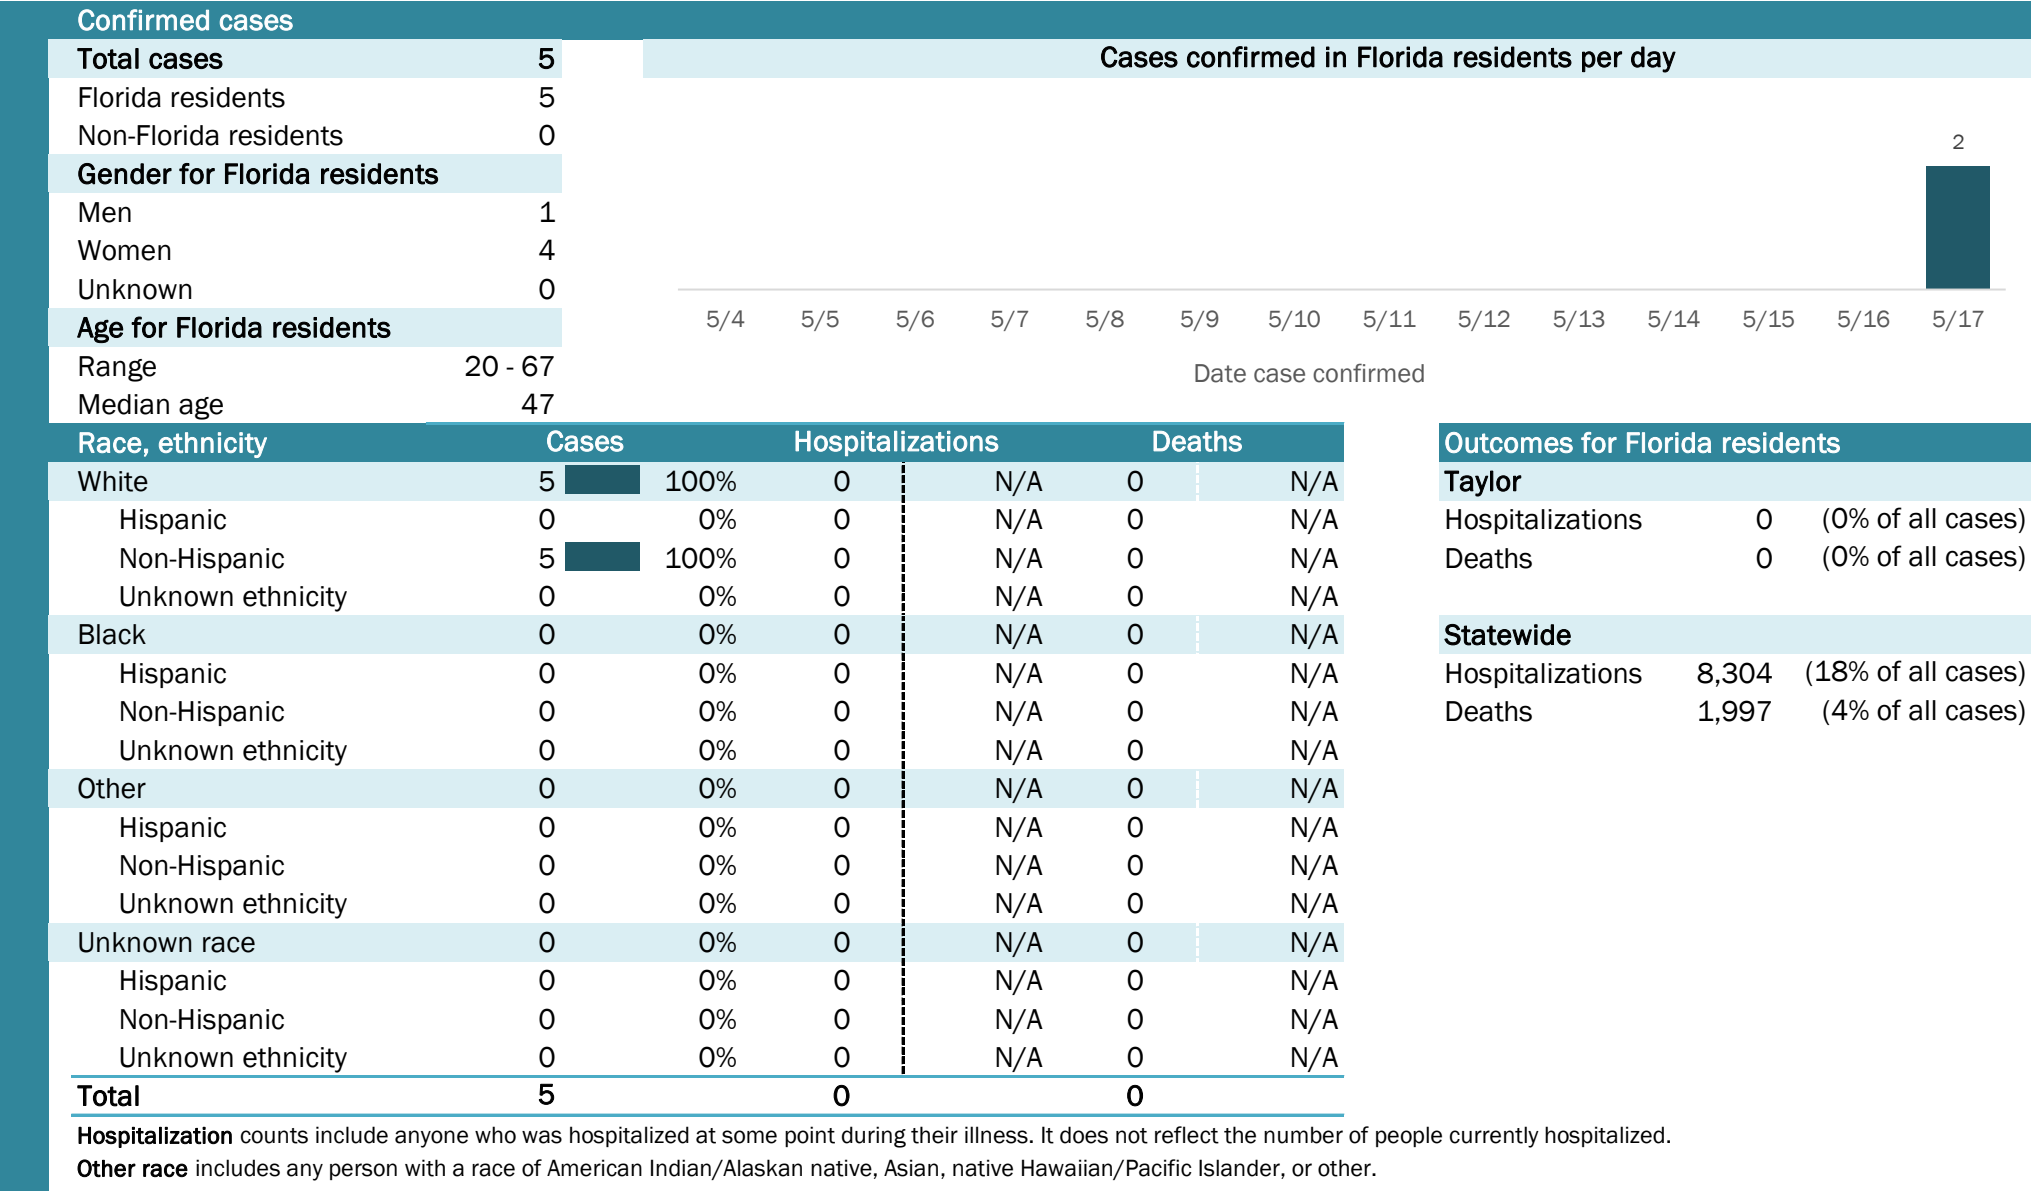 Confirmed cases
Total cases 5
Florida residents 5
Non-Florida residents 0
Gender for Florida residents
Men 1
Women 4
Unknown 0
Age for Florida residents
Range 20 - 67
Median age 47
Cases confirmed in Florida residents per day
2
5/4 5/5 5/6 5/7 5/8 5/9 5/10 5/11 5/12 5/13 5/14 5/15 5/16 5/17
Date case confirmed
Race, ethnicity Cases Hospitalizations Deaths
White 5 100% 0 N/A 0 N/A
Hispanic 0 0% 0 N/A 0 N/A
Non-Hispanic 5 100% 0 N/A 0 N/A
Unknown ethnicity 0 0% 0 N/A 0 N/A
Black 0 0% 0 N/A 0 N/A
Hispanic 0 0% 0 N/A 0 N/A
Non-Hispanic 0 0% 0 N/A 0 N/A
Unknown ethnicity 0 0% 0 N/A 0 N/A
Other 0 0% 0 N/A 0 N/A
Hispanic 0 0% 0 N/A 0 N/A
Non-Hispanic 0 0% 0 N/A 0 N/A
Unknown ethnicity 0 0% 0 N/A 0 N/A
Unknown race 0 0% 0 N/A 0 N/A
Hispanic 0 0% 0 N/A 0 N/A
Non-Hispanic 0 0% 0 N/A 0 N/A
Unknown ethnicity 0 0% 0 N/A 0 N/A
Total 5 0 0
Outcomes for Florida residents
Taylor
Hospitalizations 0 (0% of all cases)
Deaths 0 (0% of all cases)
Statewide
Hospitalizations 8,304 (18% of all cases)
Deaths 1,997 (4% of all cases)
Hospitalization counts include anyone who was hospitalized at some point during their illness. It does not reflect the number of people currently hospitalized.
Other race includes any person with a race of American Indian/Alaskan native, Asian, native Hawaiian/Pacific Islander, or other.